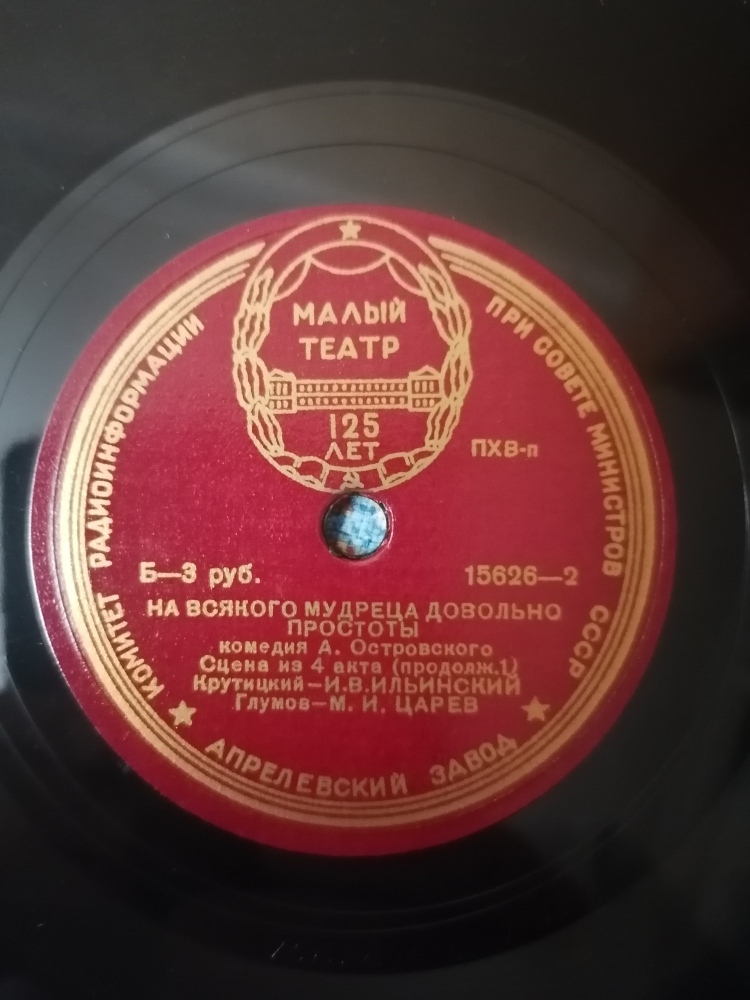 МАЛЫЙ
ТЕАТР
125
ЛЕТ
КОМИТЕТ РАДИОИНФОРМАЦИИ
ПРИ СОВЕТЕ МИНИСТРОВ СССР
ПХВ-п
Б—3 руб.
15626—2
НА ВСЯКОГО МУДРЕЦА ДОВОЛЬНО
ПРОСТОТЫ
комедия А. Островского
Сцена из 4 акта (продолж.1)
Крутицкий—И.В.ИЛЬИНСКИЙ
Глумов—М. И. ЦАРЕВ
АПРЕЛЕВСКИЙ ЗАВОД